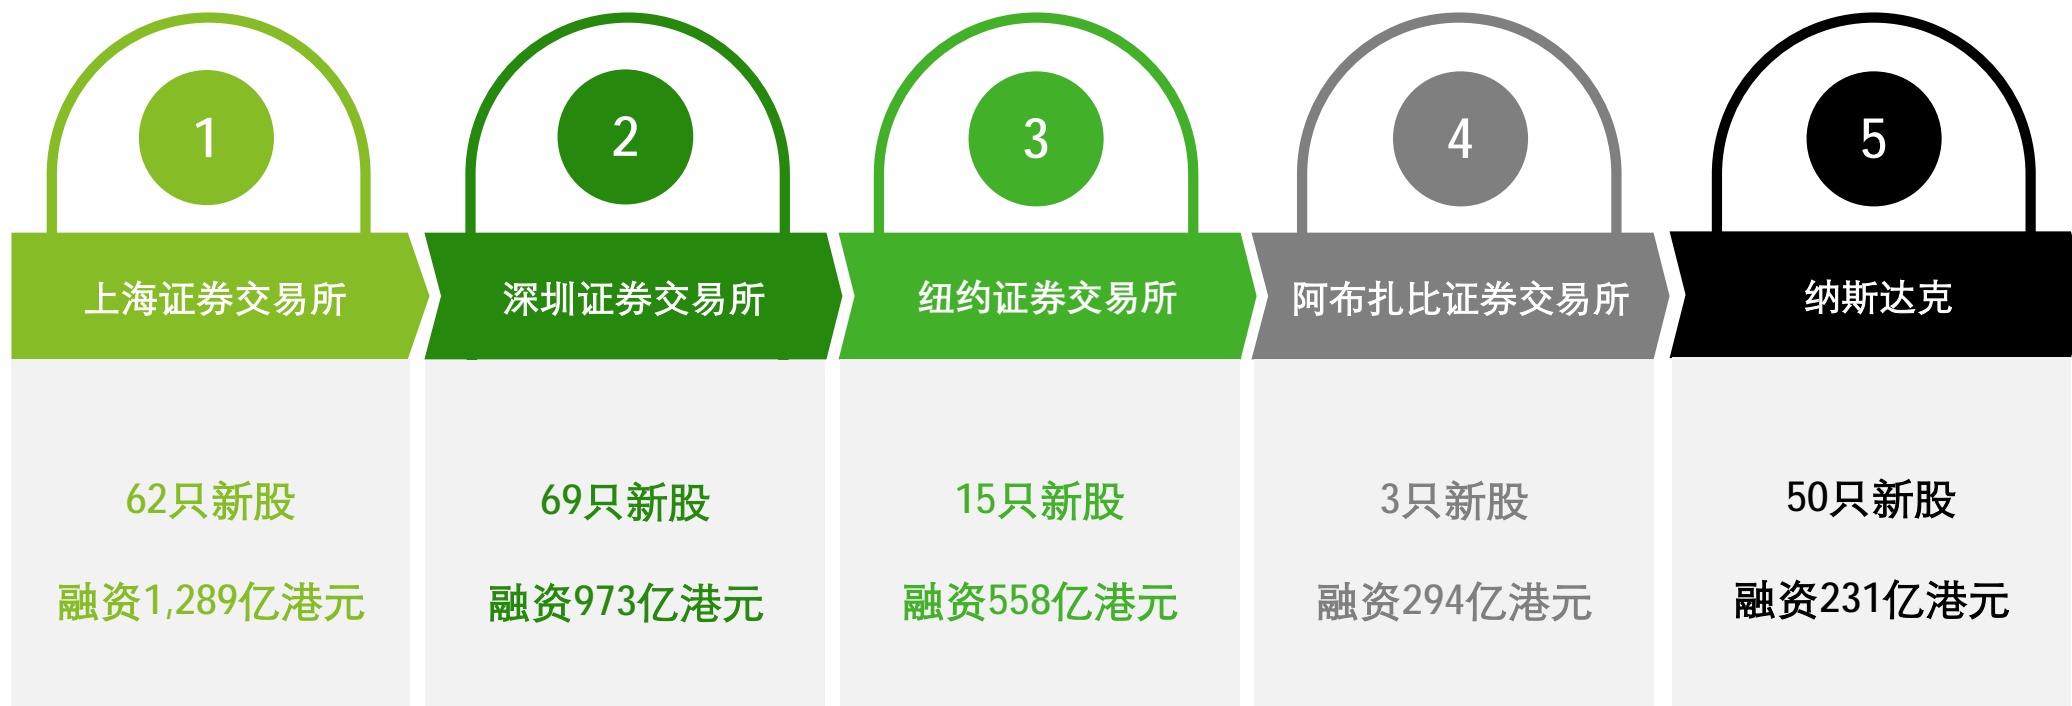 1
上海证券交易所
62只新股
融资1,289亿港元
2
深圳证券交易所
69只新股
融资973亿港元
3
纽约证券交易所
15只新股
融资558亿港元
4
阿布扎比证券交易所
3只新股
融资294亿港元
5
纳斯达克
50只新股
融资231亿港元